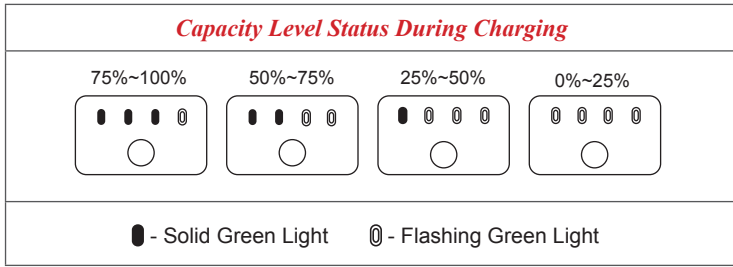 Capacity Level Status During Charging
75%~100% 50%~75% 25%~50% 0%~25%
- Solid Green Light - Flashing Green Light